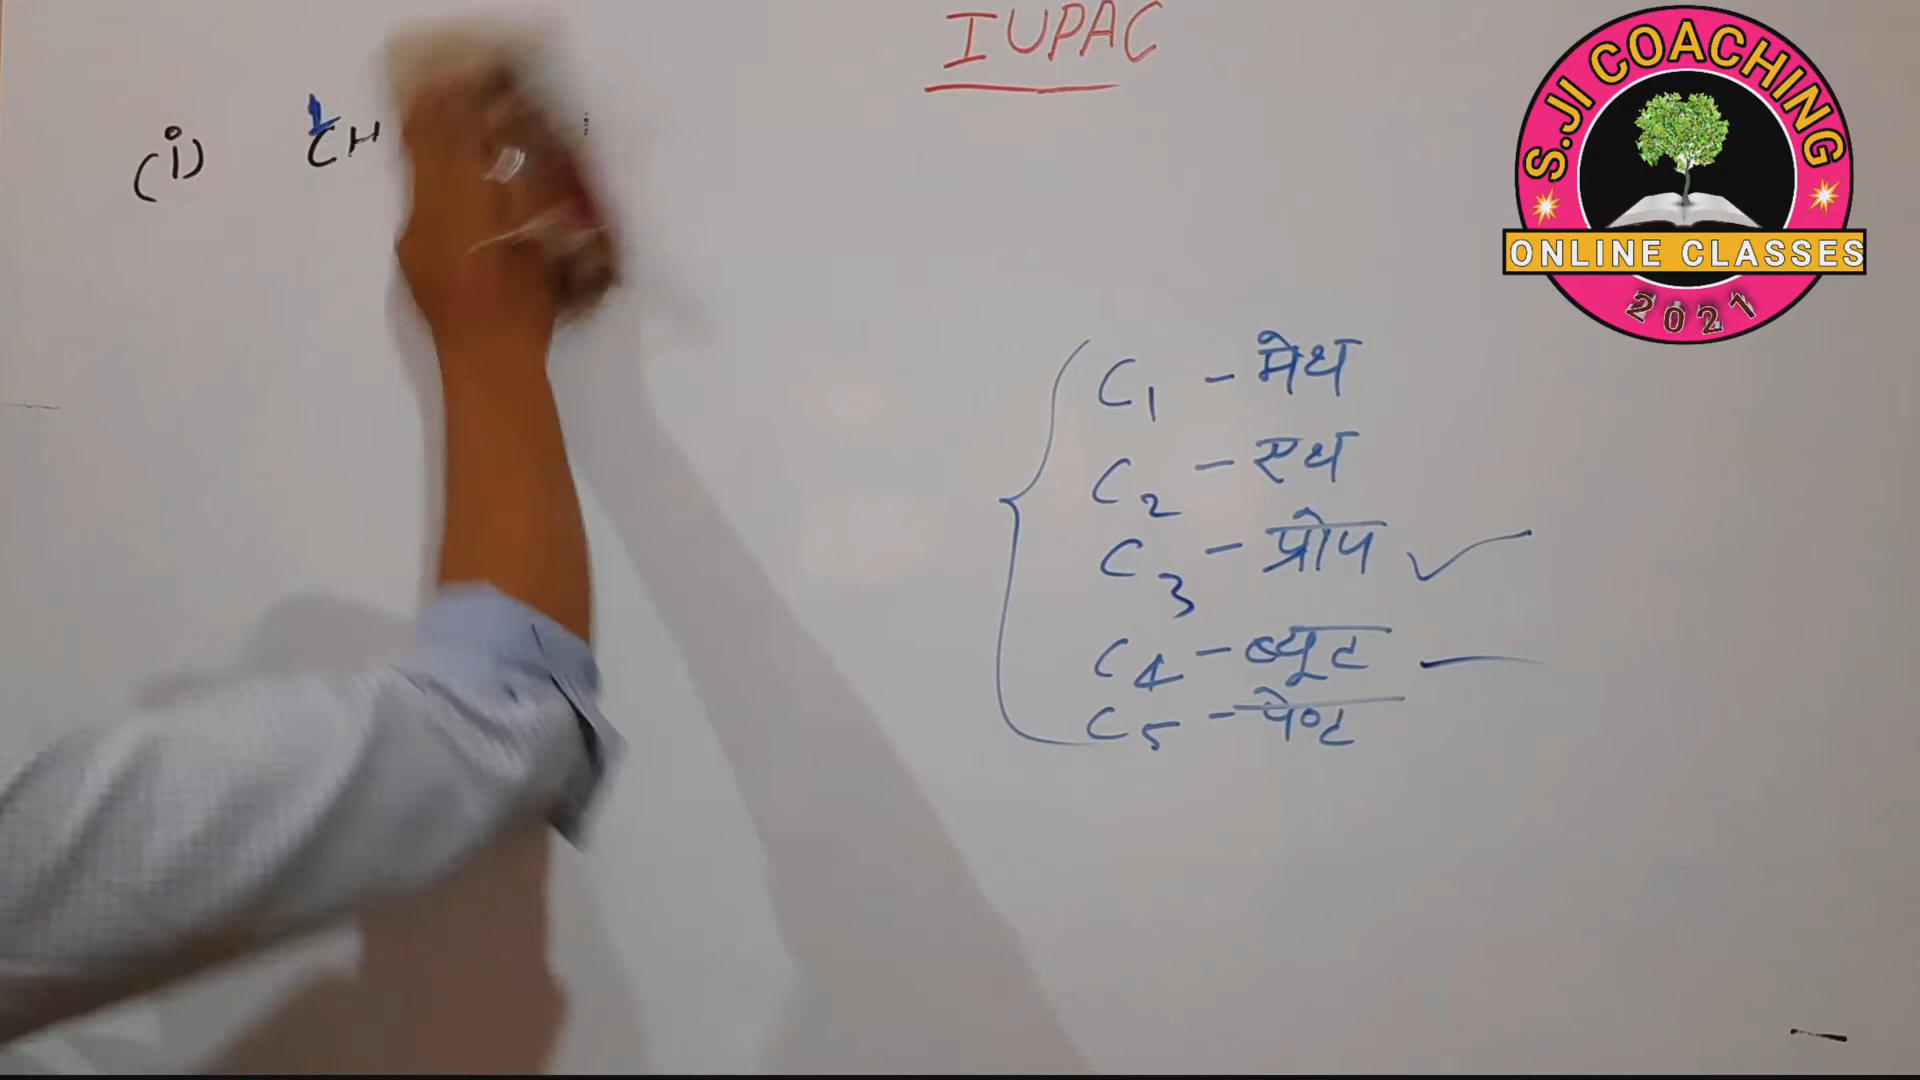 IUPAC
(i) CH
C1 - मेथ
C2 - एथ
C3 - प्रोप ✓
C4 - ब्यूट —
C5 - पेण्ट
S.JI COACHING
ONLINE CLASSES
2021